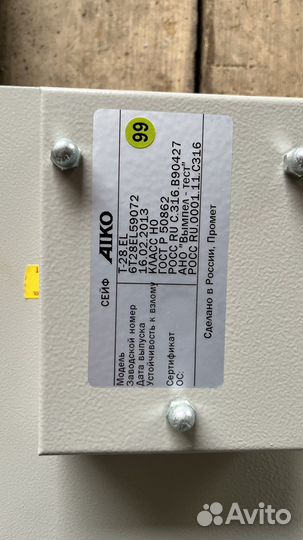 СЕЙФ AIKO
99
Модель T-28 EL
Заводской номер 6T28EL59072
Дата выпуска 16.02.2013
Устойчивость к взлому КЛАСС Н0
ГОСТ Р 50862
Сертификат РОСС RU C.316.B90427
ОС: АНО "Вымпел - тест"
РОСС RU.0001.11.C316
Сделано в России, Промет
Avito